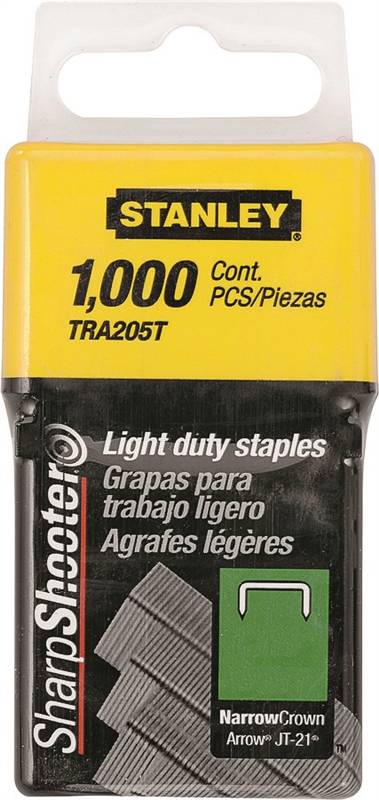 STANLEY®
1,000 Cont. PCS/Piezas
TRA205T
Light duty staples
Grapas para
trabajo ligero
Agrafes légères
SharpShooter
NarrowCrown
Arrow® JT-21®